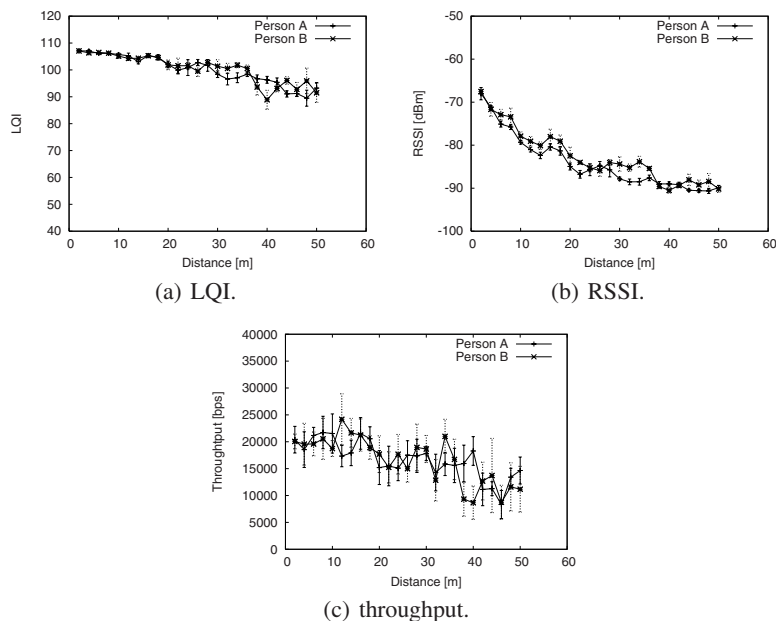 LQI
120
110
100
90
80
70
60
50
40
0 10 20 30 40 50 60
Distance [m]
Person A
Person B
(a) LQI.
RSSI [dBm]
-50
-60
-70
-80
-90
-100
0 10 20 30 40 50 60
Distance [m]
Person A
Person B
(b) RSSI.
Throughtput [bps]
40000
35000
30000
25000
20000
15000
10000
5000
0
0 10 20 30 40 50 60
Distance [m]
Person A
Person B
(c) throughput.